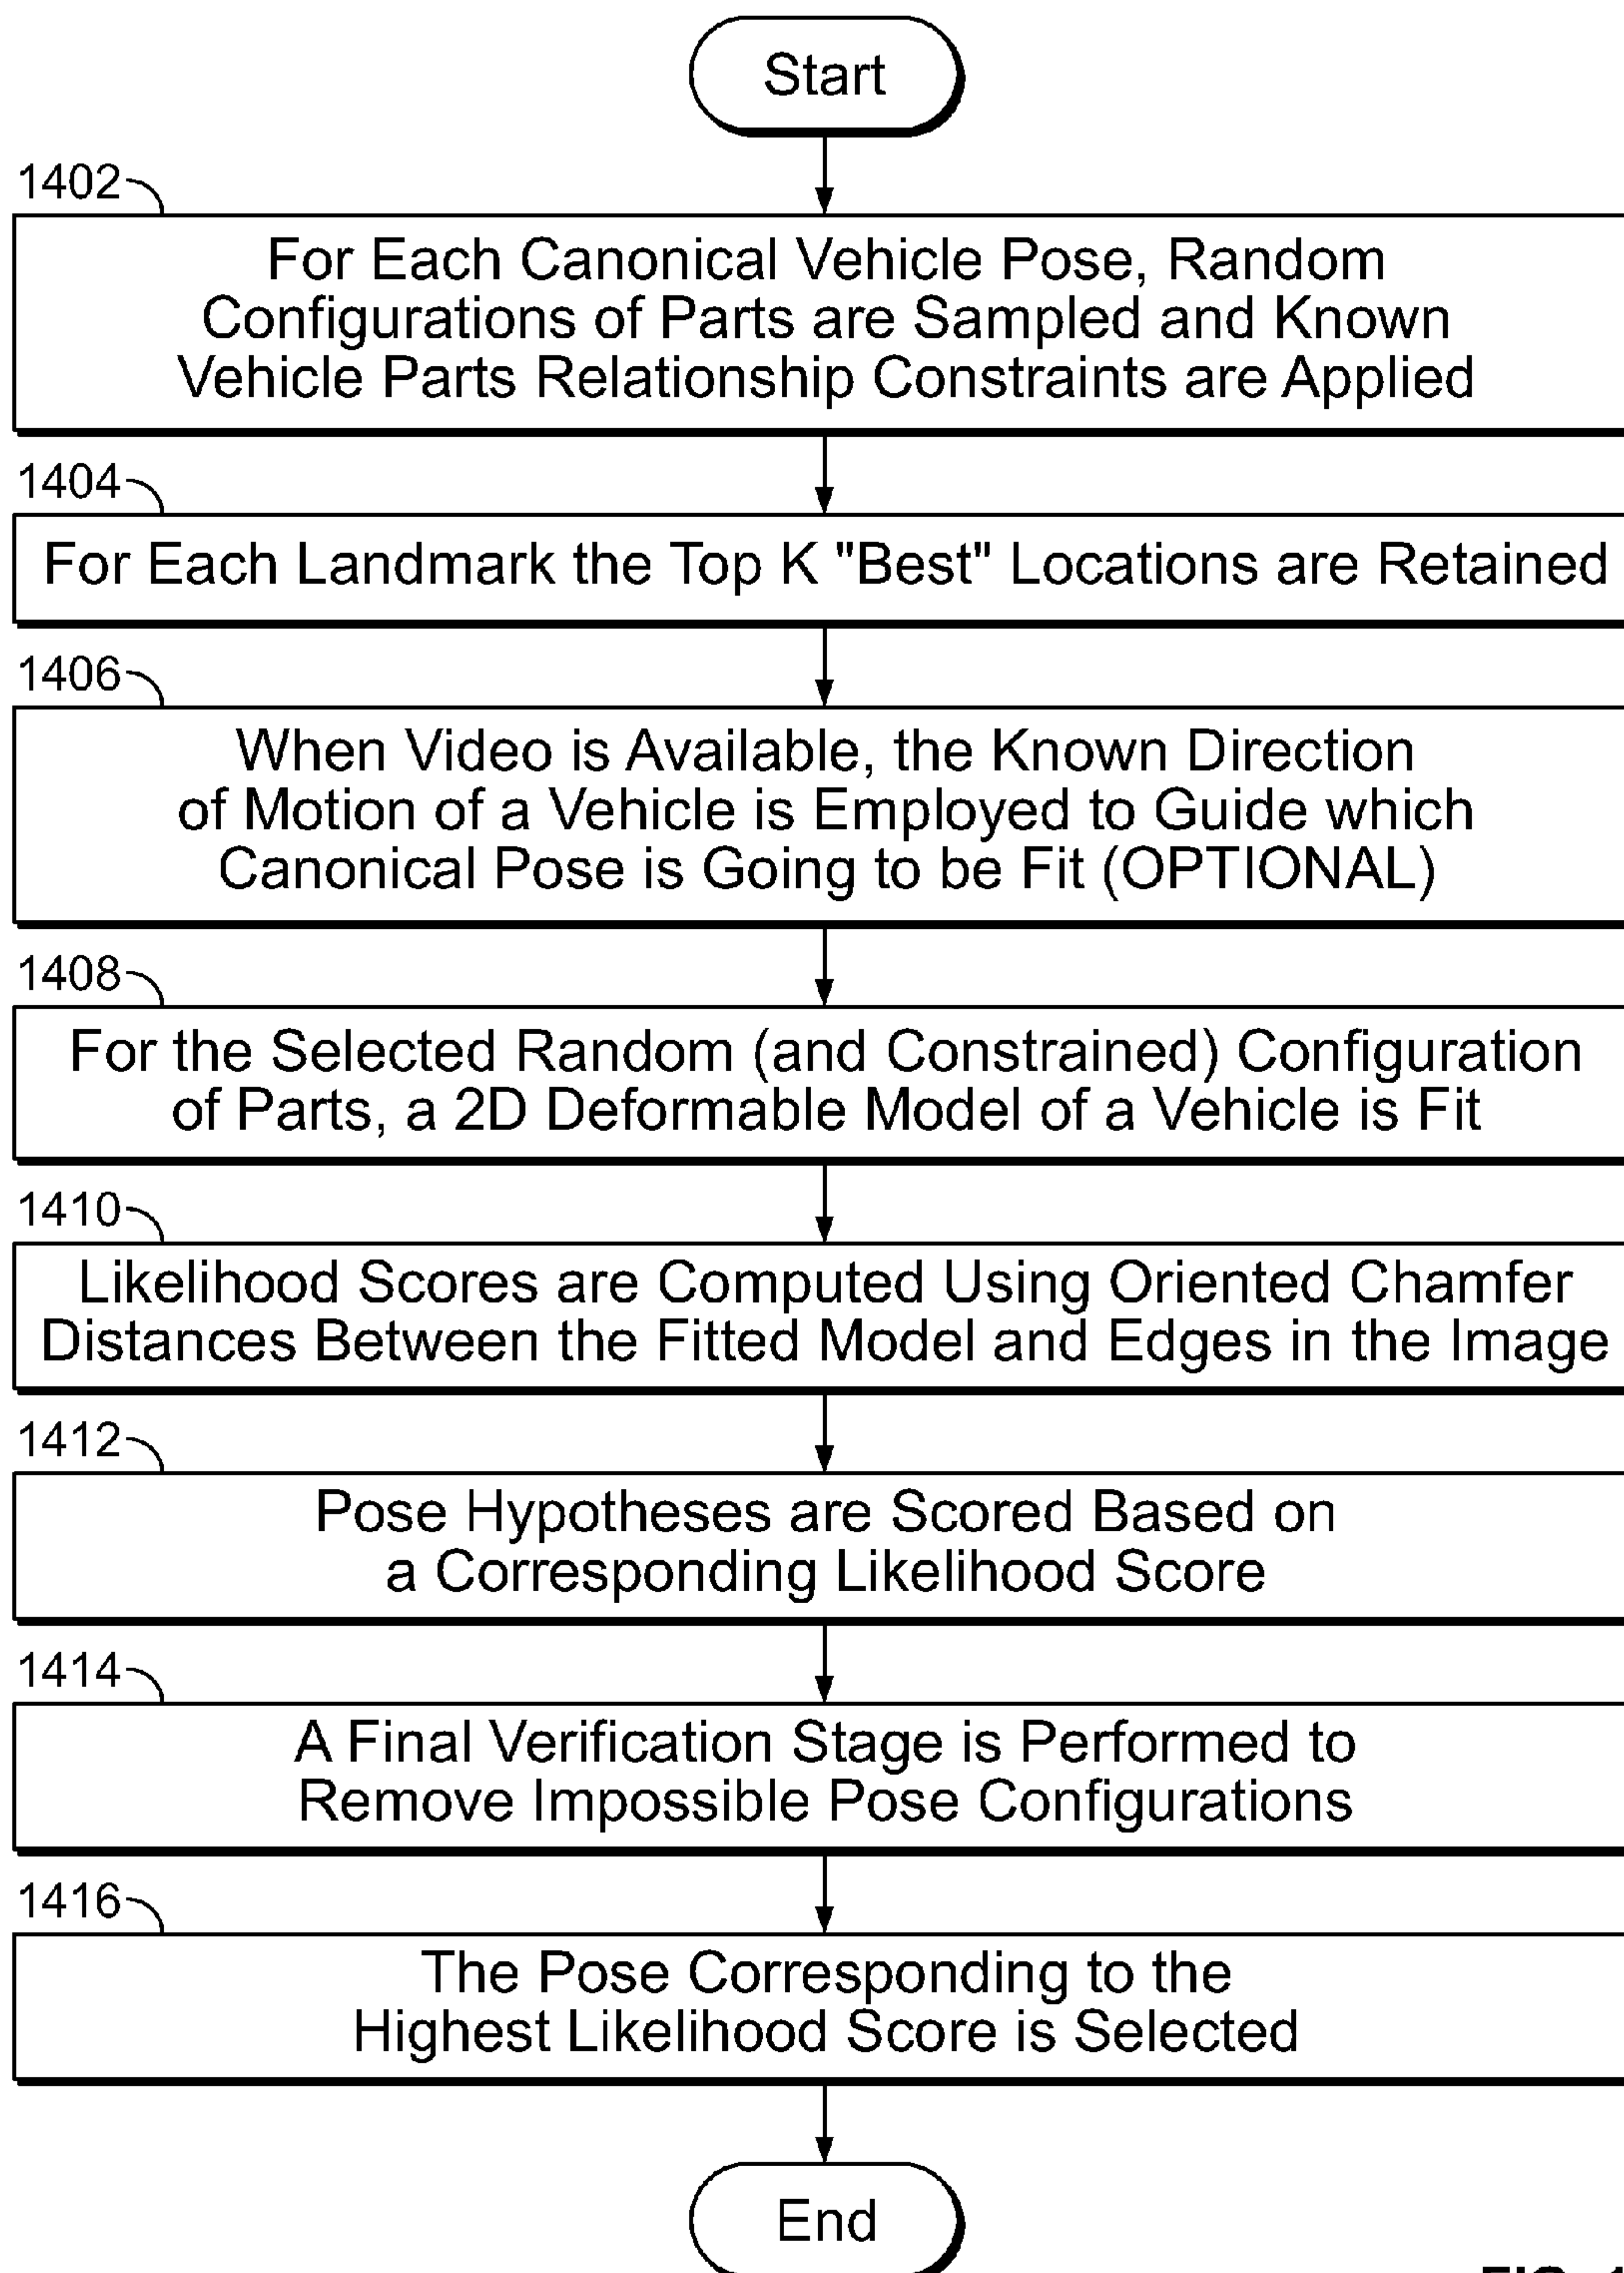 Start
1402
For Each Canonical Vehicle Pose, Random
Configurations of Parts are Sampled and Known
Vehicle Parts Relationship Constraints are Applied
1404
For Each Landmark the Top K "Best" Locations are Retained
1406
When Video is Available, the Known Direction
of Motion of a Vehicle is Employed to Guide which
Canonical Pose is Going to be Fit (OPTIONAL)
1408
For the Selected Random (and Constrained) Configuration
of Parts, a 2D Deformable Model of a Vehicle is Fit
1410
Likelihood Scores are Computed Using Oriented Chamfer
Distances Between the Fitted Model and Edges in the Image
1412
Pose Hypotheses are Scored Based on
a Corresponding Likelihood Score
1414
A Final Verification Stage is Performed to
Remove Impossible Pose Configurations
1416
The Pose Corresponding to the
Highest Likelihood Score is Selected
End